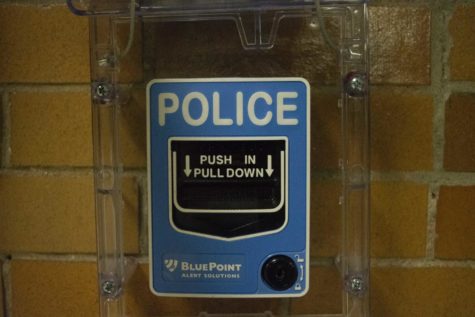 POLICE
PUSH IN
PULL DOWN
BLUEPOINT
ALERT SOLUTIONS